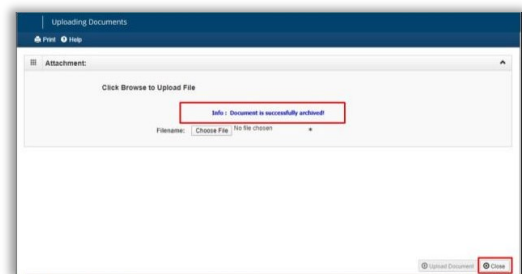 Uploading Documents
Print Help
Attachment:
Click Browse to Upload File
Info : Document is successfully archived!
Filename: Choose File No file chosen *
Upload Document Close